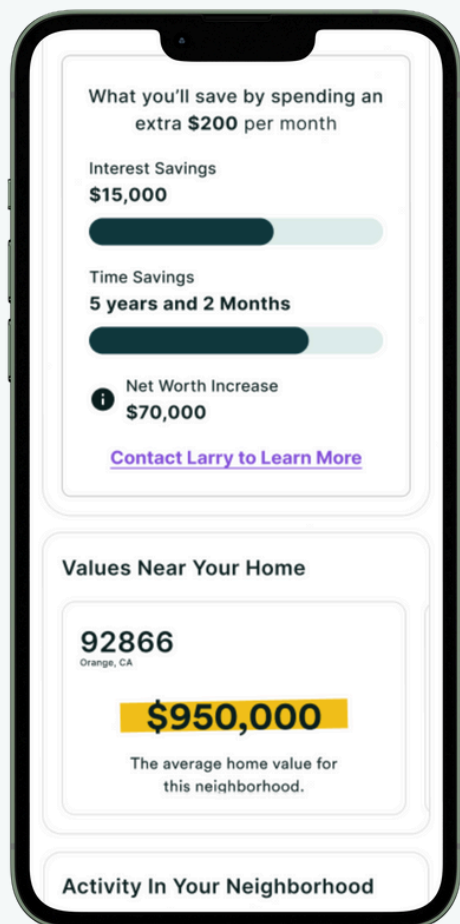 What you'll save by spending an
extra $200 per month
Interest Savings
$15,000
Time Savings
5 years and 2 Months
Net Worth Increase
$70,000
Contact Larry to Learn More
Values Near Your Home
92866
Orange, CA
$950,000
The average home value for
this neighborhood.
Activity In Your Neighborhood